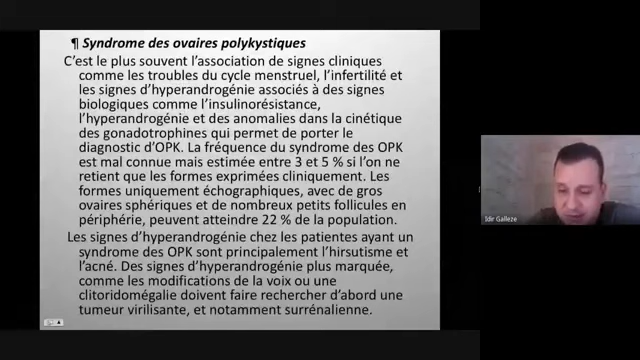 ¶ Syndrome des ovaires polykystiques
C'est le plus souvent l'association de signes cliniques
comme les troubles du cycle menstruel, l'infertilité et
les signes d'hyperandrogénie associés à des signes
biologiques comme l'insulinorésistance,
l'hyperandrogénie et des anomalies dans la cinétique
des gonadotrophines qui permet de porter le
diagnostic d'OPK. La fréquence du syndrome des OPK
est mal connue mais estimée entre 3 et 5 % si l'on ne
retient que les formes exprimées cliniquement. Les
formes uniquement échographiques, avec de gros
ovaires sphériques et de nombreux petits follicules en
périphérie, peuvent atteindre 22 % de la population.
Les signes d'hyperandrogénie chez les patientes ayant un
syndrome des OPK sont principalement l'hirsutisme et
l'acné. Des signes d'hyperandrogénie plus marquée,
comme les modifications de la voix ou une
clitoridomégalie doivent faire rechercher d'abord une
tumeur virilisante, et notamment surrénalienne.
Idir Galleze